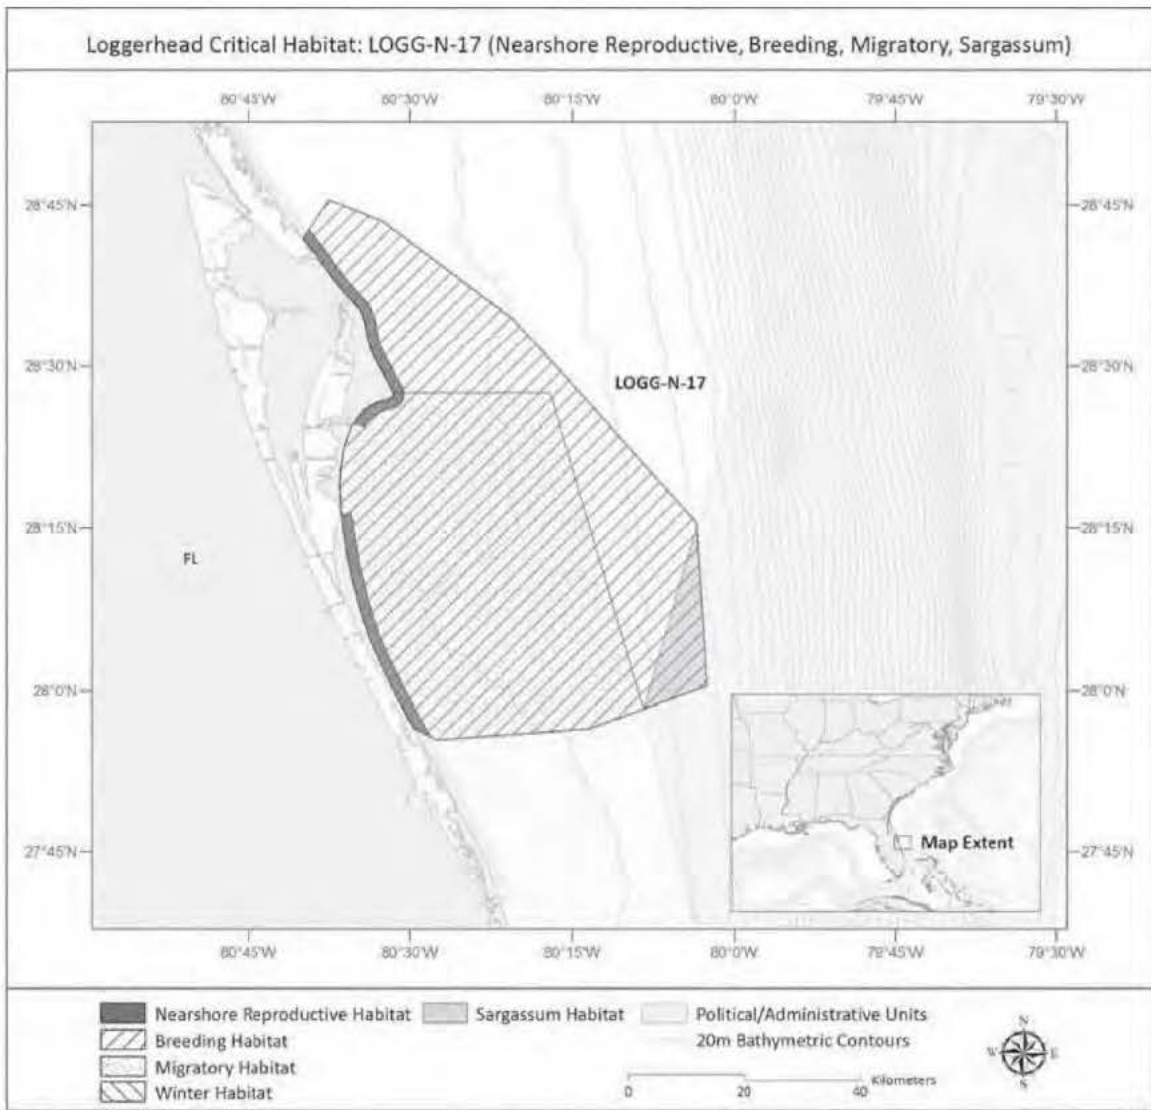 Loggerhead Critical Habitat: LOGG-N-17 (Nearshore Reproductive, Breeding, Migratory, Sargassum)
80°45'W 80°30'W 80°15'W 80°0'W 79°45'W 79°30'W
28°45'N 28°45'N
28°30'N 28°30'N
LOGG-N-17
28°15'N 28°15'N
FL
28°0'N 28°0'N
Map Extent
27°45'N 27°45'N
80°45'W 80°30'W 80°15'W 80°0'W 79°45'W 79°30'W
Nearshore Reproductive Habitat Sargassum Habitat Political/Administrative Units
Breeding Habitat 20m Bathymetric Contours
Migratory Habitat
Winter Habitat
0 20 40 Kilometers
N
W E
S